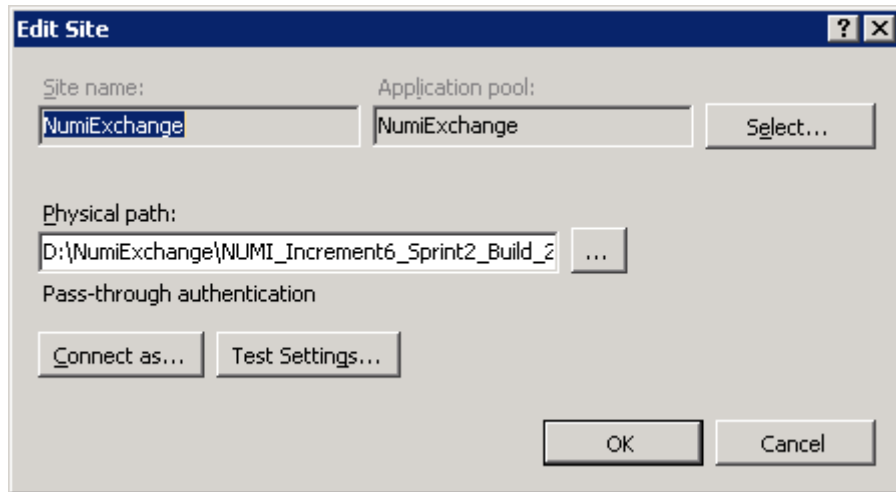 Edit Site
? X
Site name: Application pool:
NumiExchange NumiExchange Select...
Physical path:
D:\NumiExchange\NUMI_Increment6_Sprint2_Build_2 ...
Pass-through authentication
Connect as... Test Settings...
OK Cancel